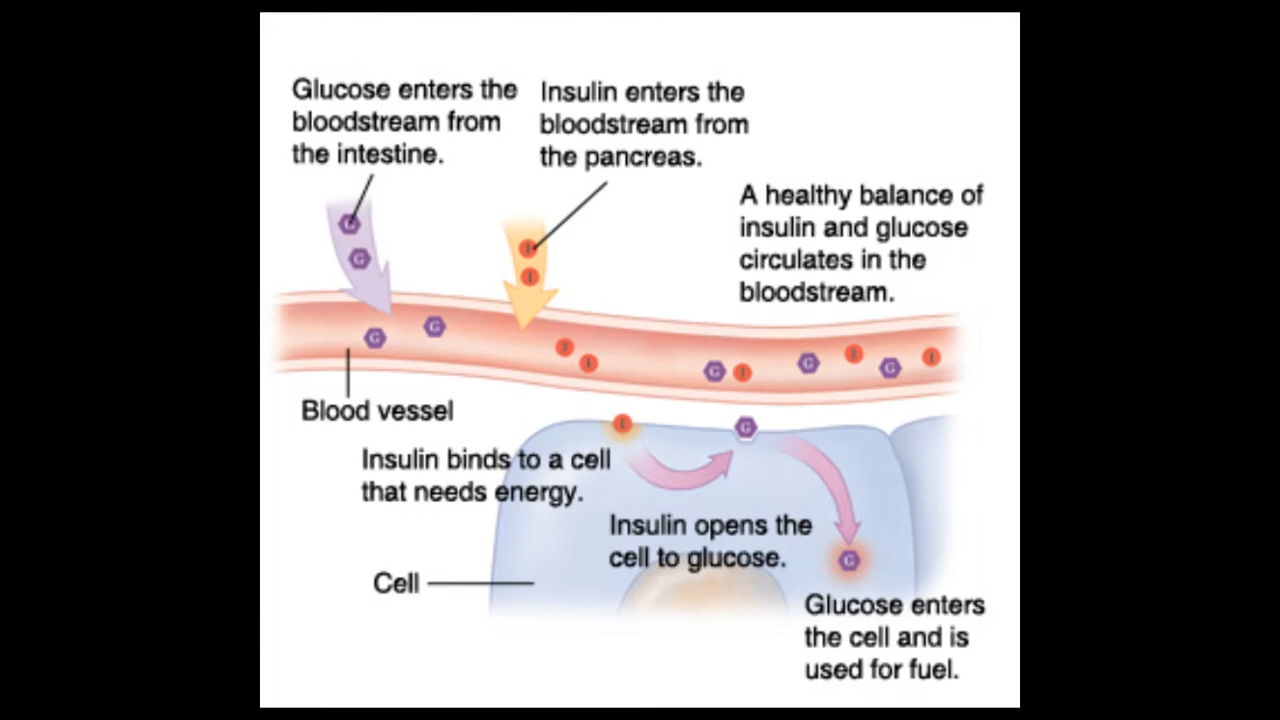 Glucose enters the
bloodstream from
the intestine.
Insulin enters the
bloodstream from
the pancreas.
A healthy balance of
insulin and glucose
circulates in the
bloodstream.
G
G
I
I
G
G
I
I
G
I
G
I
G
I
Blood vessel
I
G
Insulin binds to a cell
that needs energy.
Insulin opens the
cell to glucose.
G
Cell
Glucose enters
the cell and is
used for fuel.